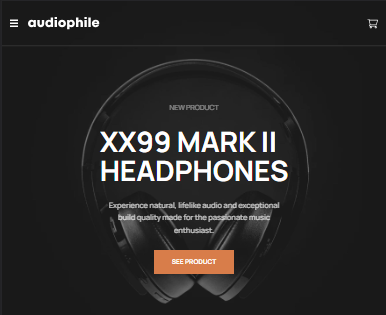 audiophile
NEW PRODUCT
XX99 MARK II
HEADPHONES
Experience natural, lifelike audio and exceptional
build quality made for the passionate music
enthusiast.
SEE PRODUCT